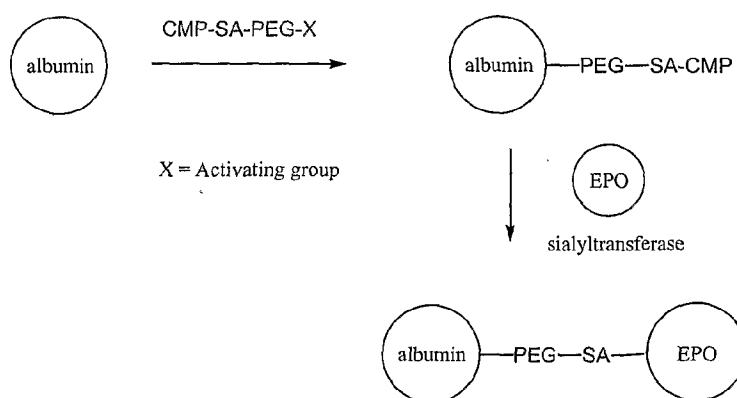 CMP-SA-PEG-X
albumin
albumin PEG SA-CMP
X = Activating group
EPO
sialyltransferase
albumin PEG SA EPO